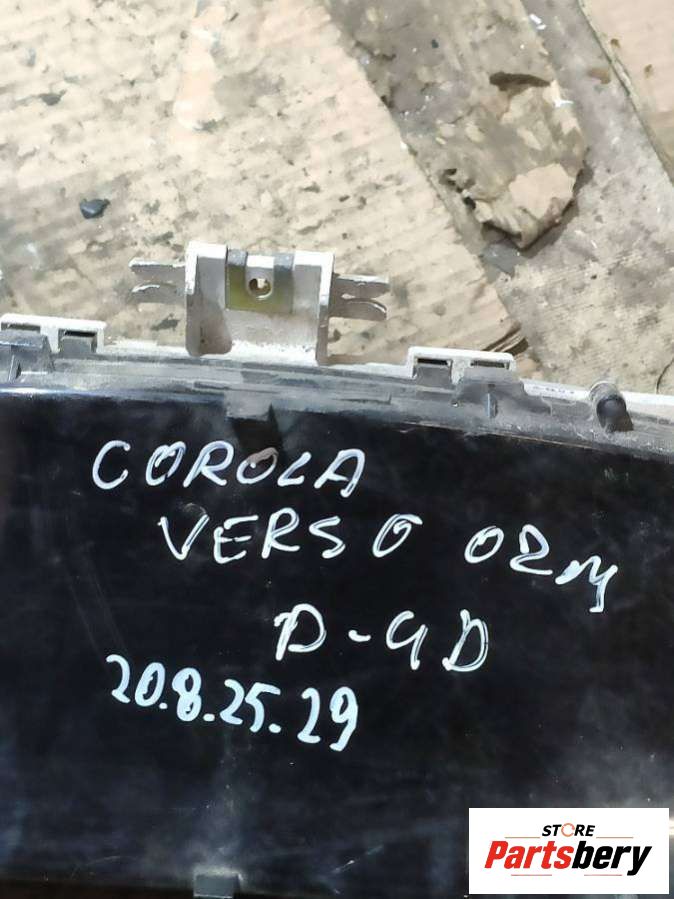 COROLA
VERSO 02M
D-4D
20.8.25.29
STORE
Partsbery